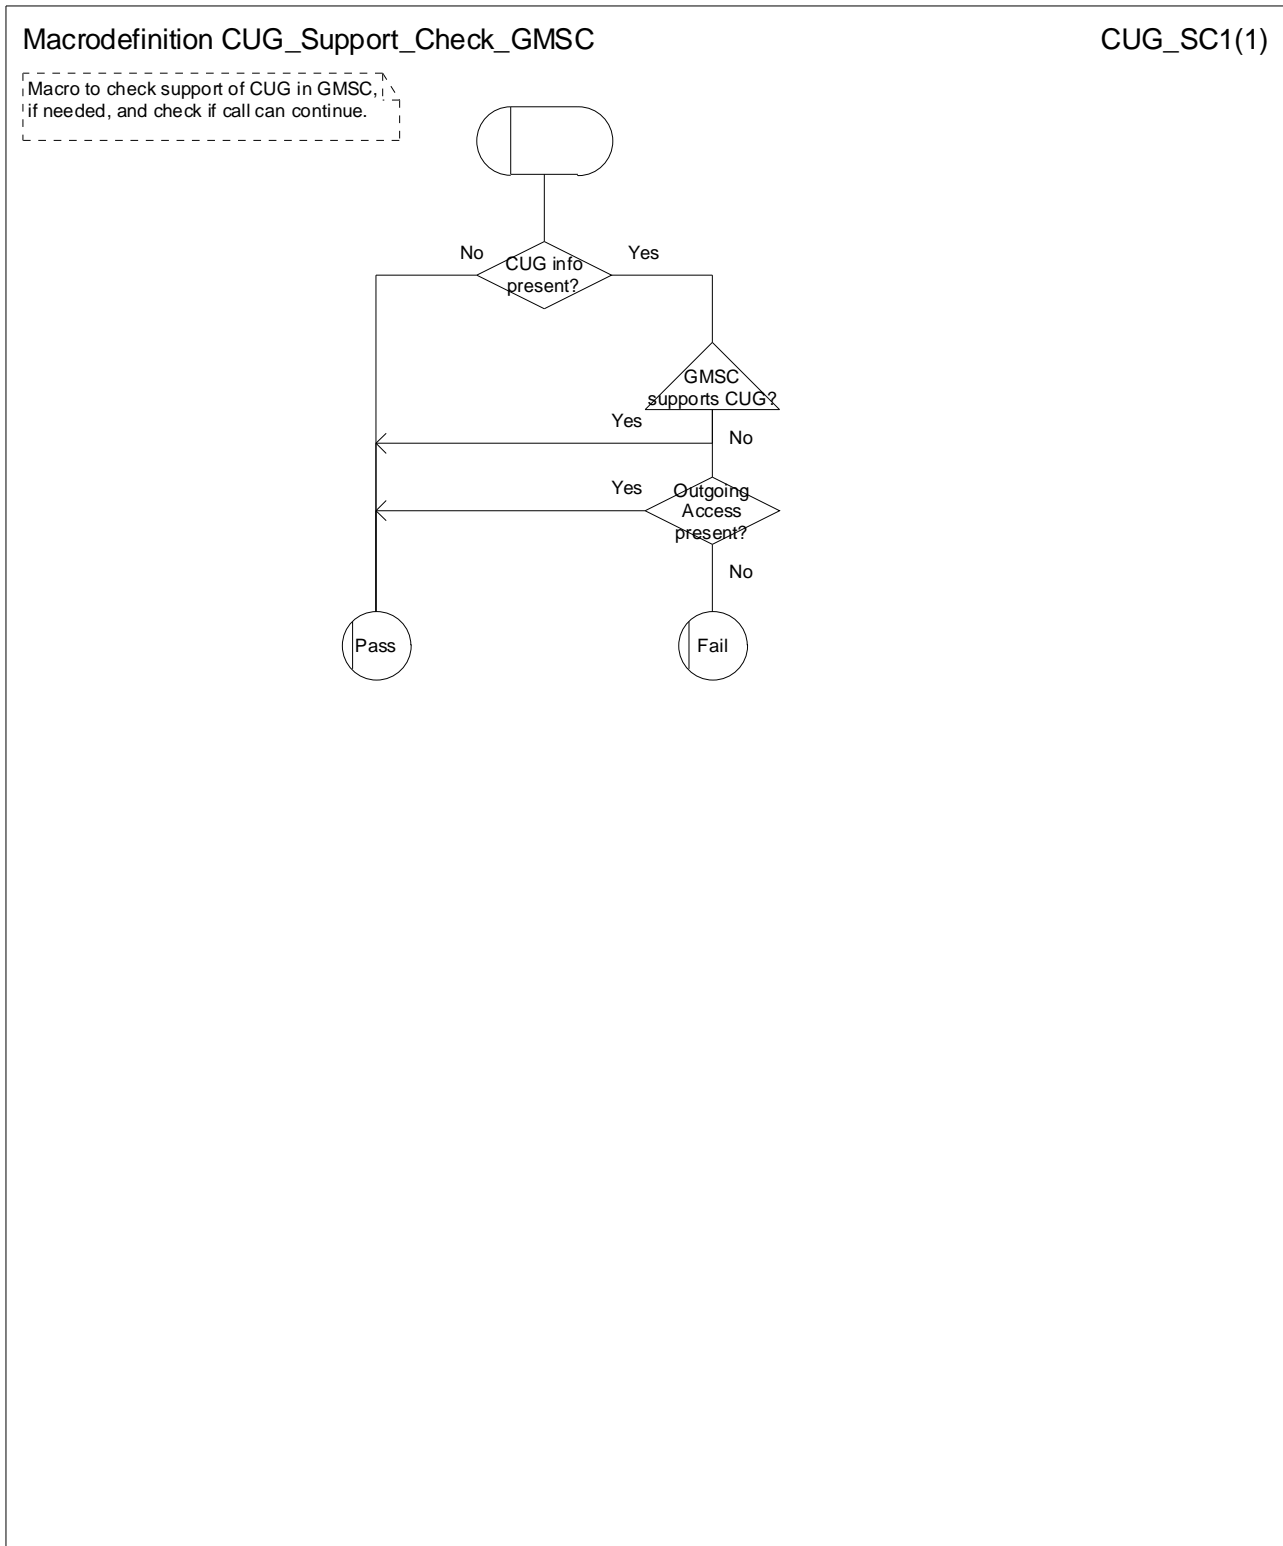 Macrodefinition CUG_Support_Check_GMSC
CUG_SC1(1)
Macro to check support of CUG in GMSC,
if needed, and check if call can continue.
No
Yes
CUG info
present?
GMSC
supports CUG?
Yes
No
Yes
Outgoing
Access
present?
No
Pass
Fail